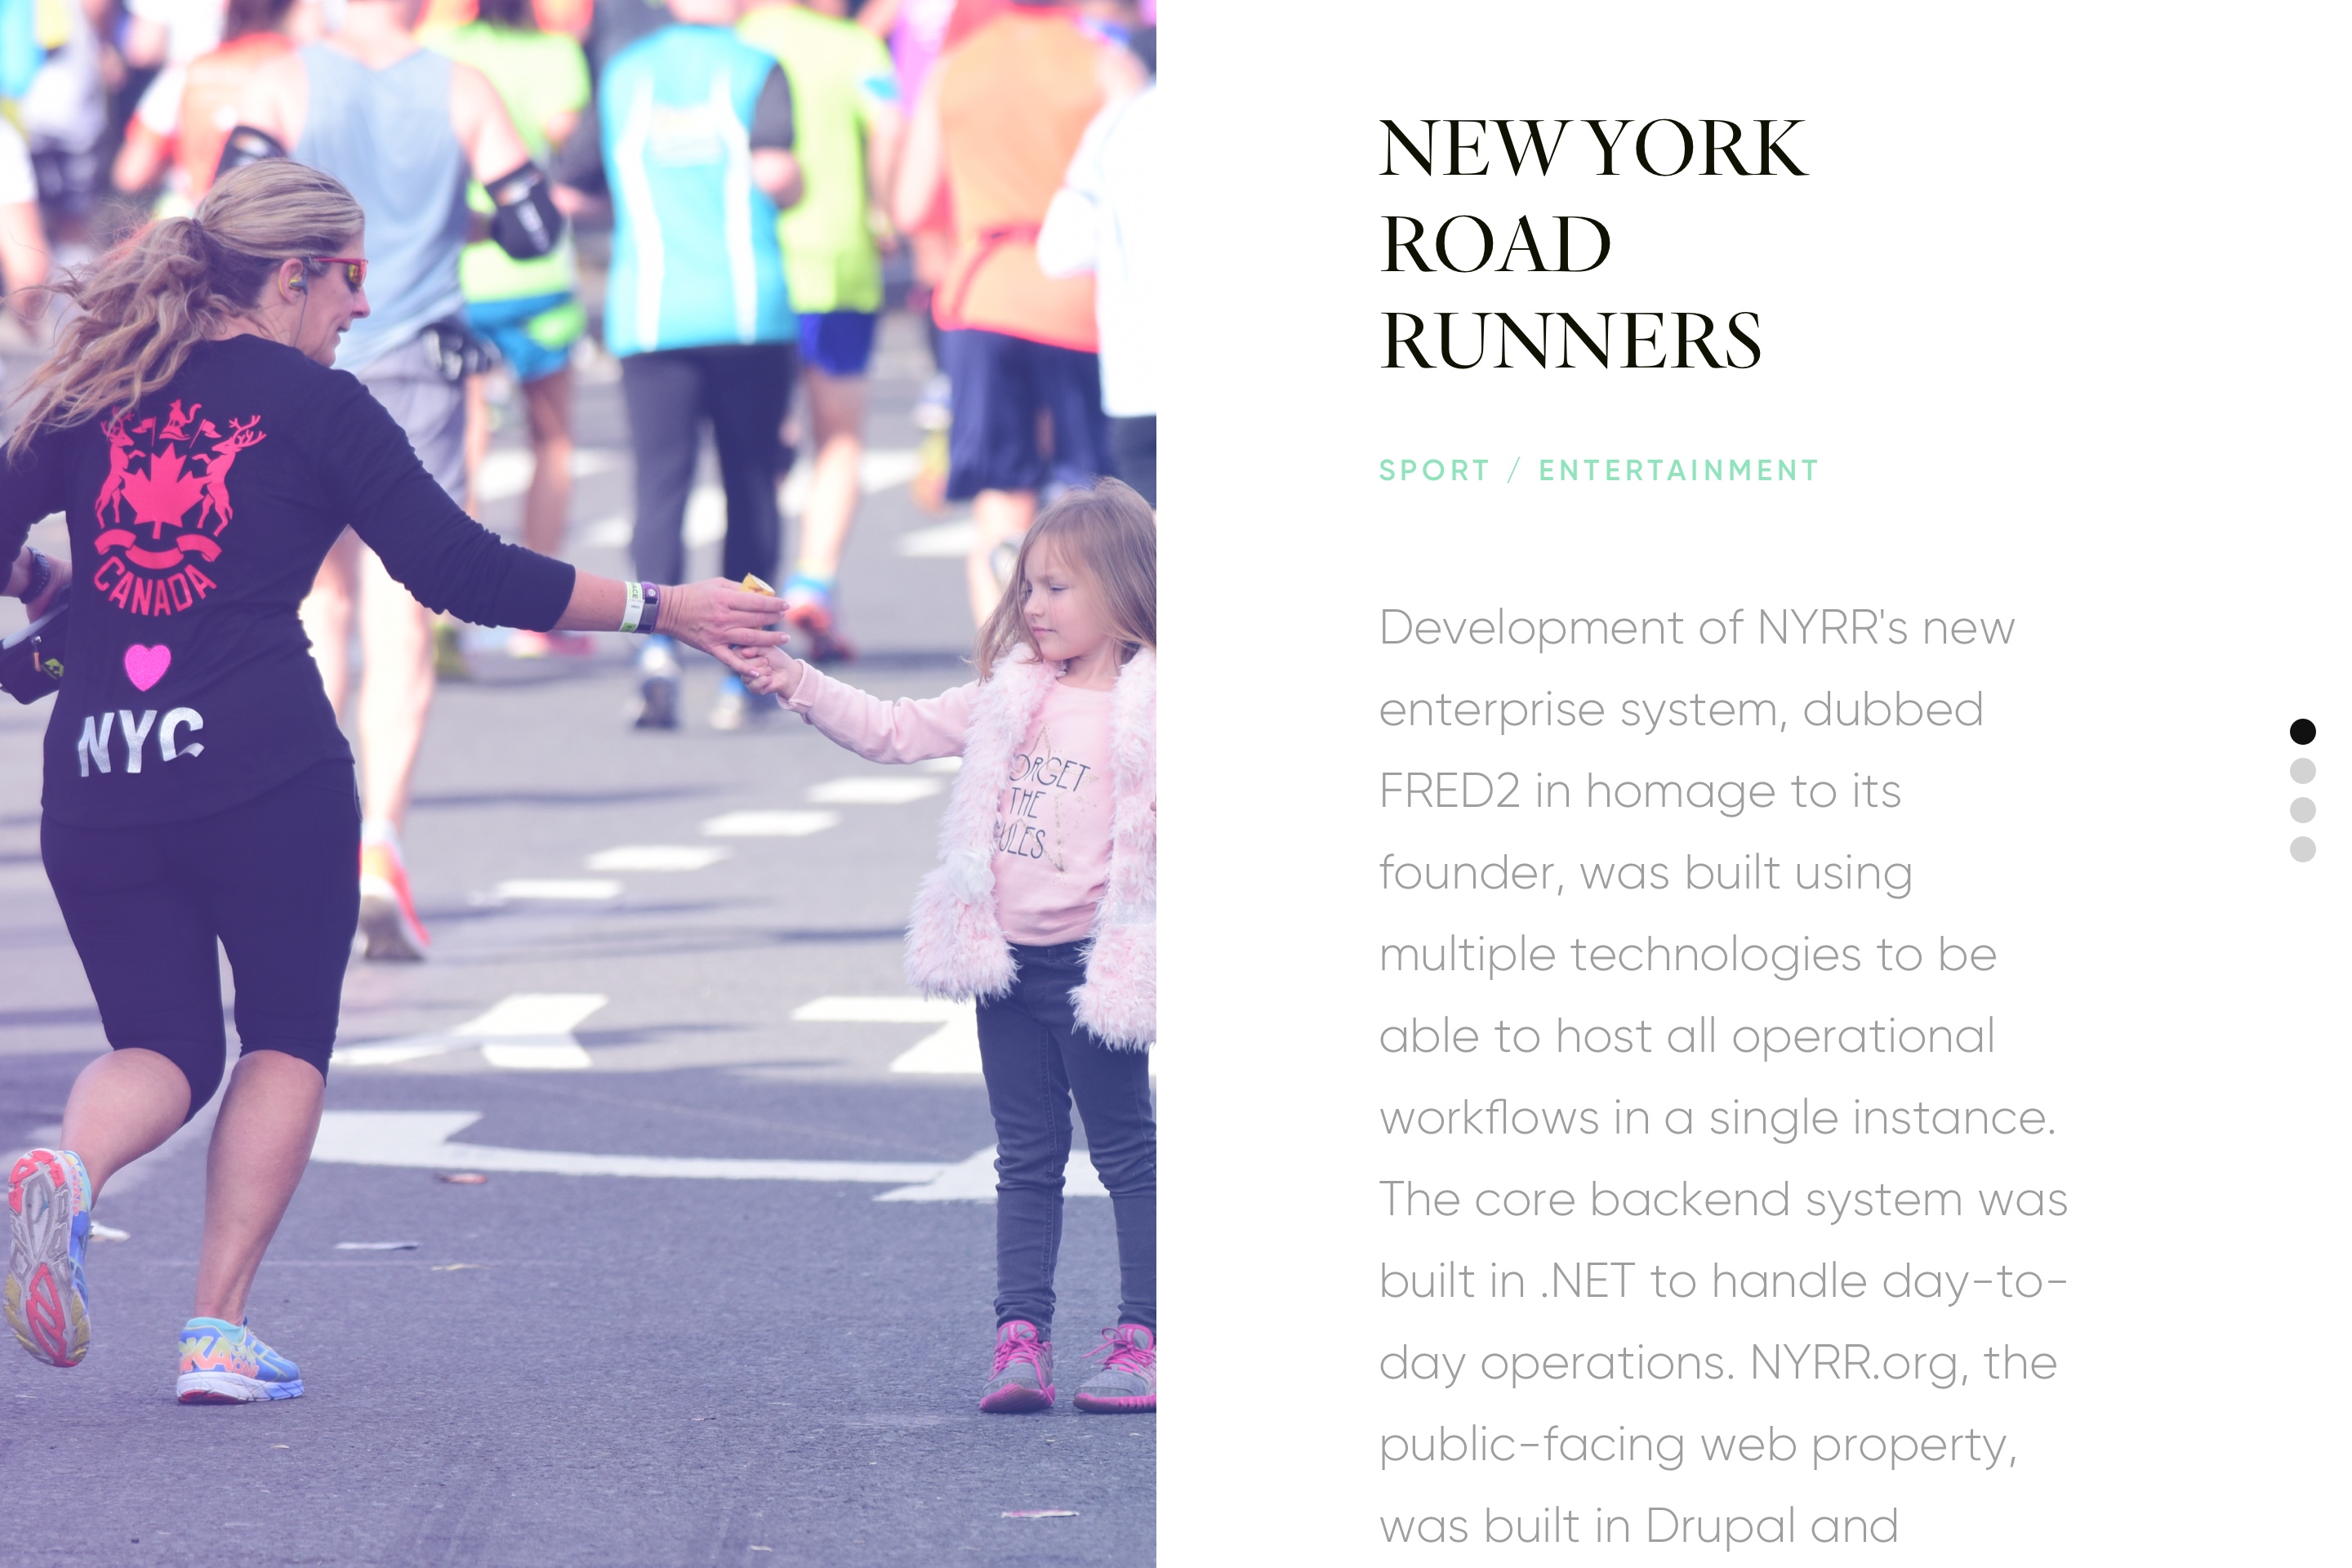 CANADA
NYC
ORGET
THE
ULES
NEW YORK
ROAD
RUNNERS
SPORT / ENTERTAINMENT
Development of NYRR's new
enterprise system, dubbed
FRED2 in homage to its
founder, was built using
multiple technologies to be
able to host all operational
workflows in a single instance.
The core backend system was
built in .NET to handle day-to-
day operations. NYRR.org, the
public-facing web property,
was built in Drupal and